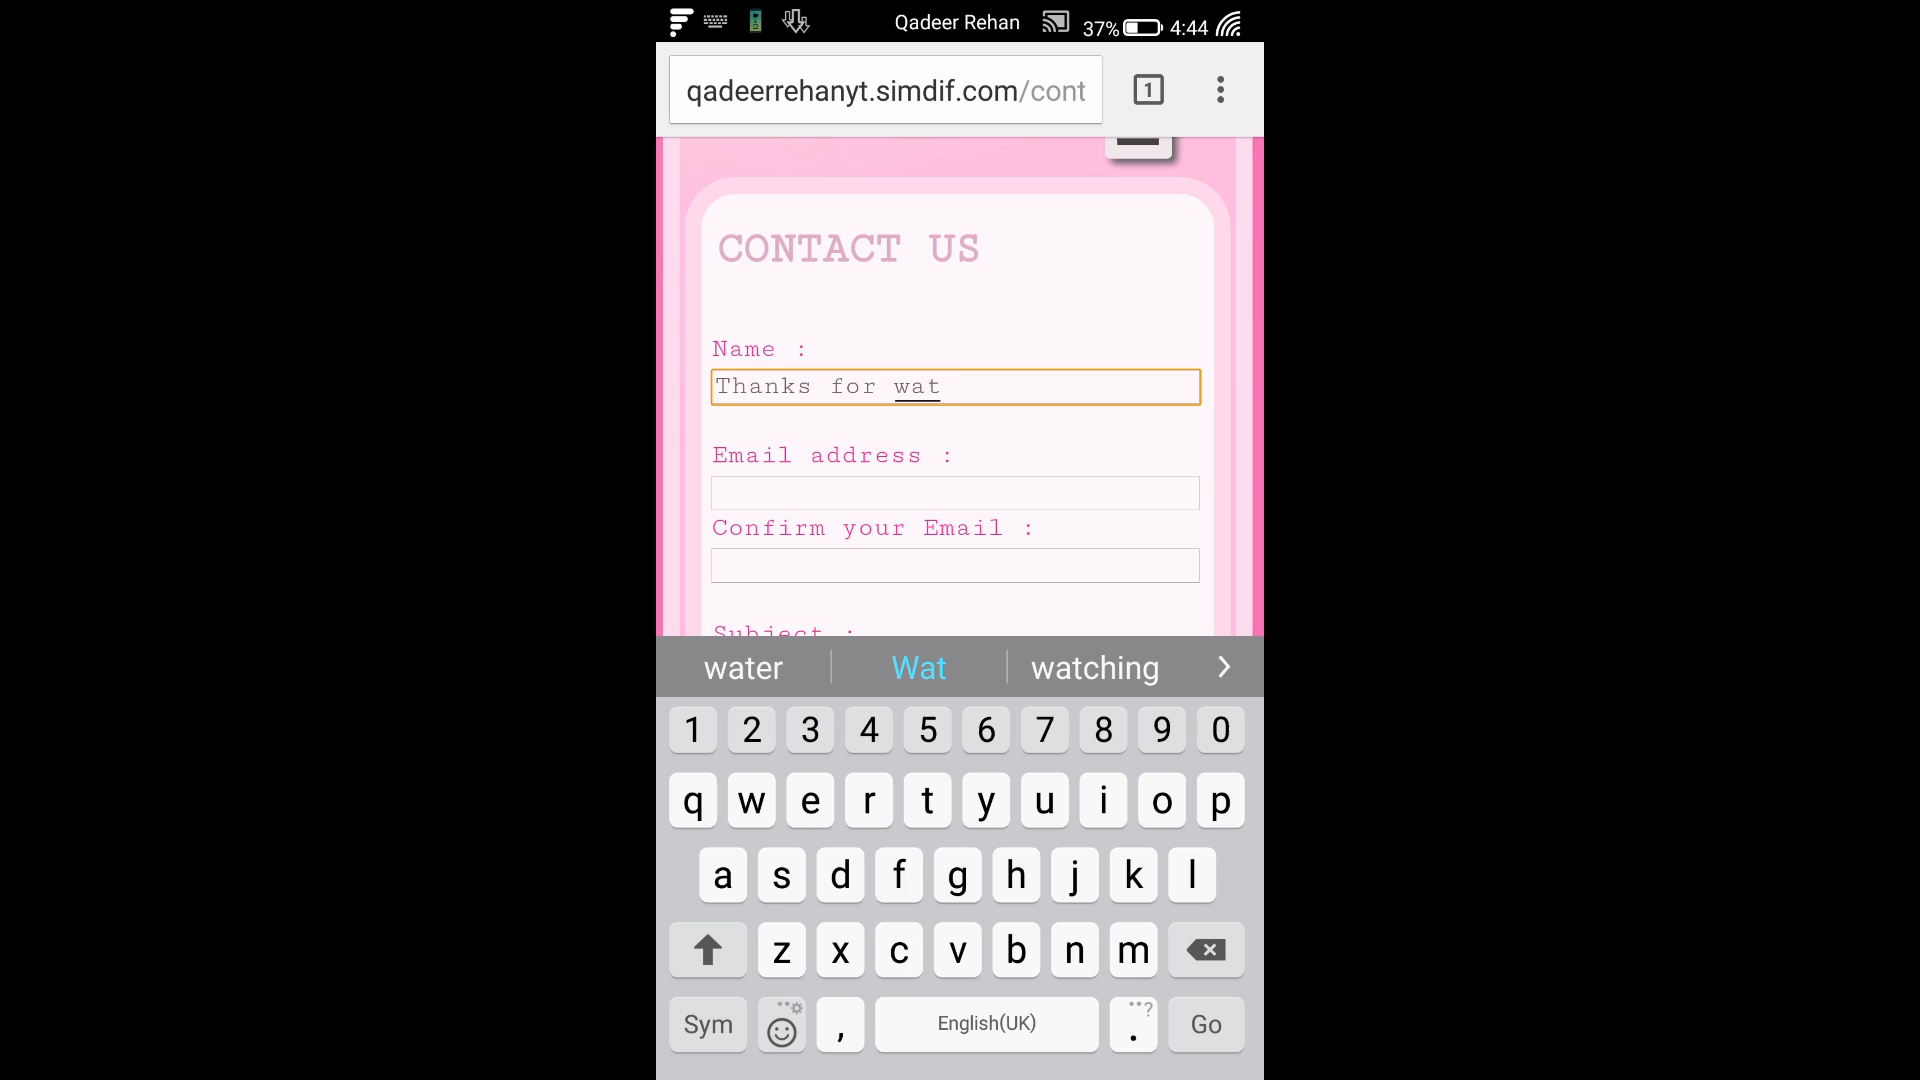 Qadeer Rehan 37% 4:44
qadeerrehanyt.simdif.com/cont 1
CONTACT US
Name :
Thanks for wat
Email address :
Confirm your Email :
Subject :
water Wat watching
1 2 3 4 5 6 7 8 9 0
q w e r t y u i o p
a s d f g h j k l
z x c v b n m
Sym , English(UK) . ? Go